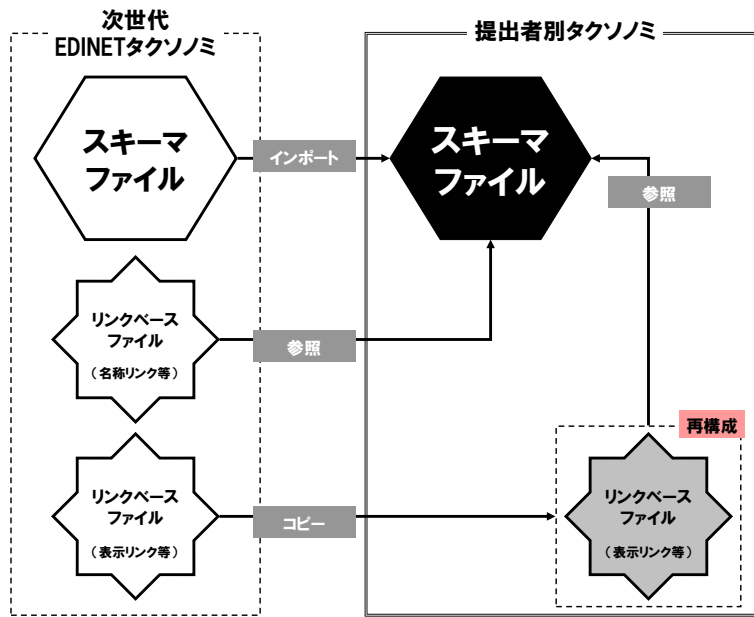 次世代
EDINETタクソノミ
提出者別タクソノミ
スキーマ
ファイル
インポート
スキーマ
ファイル
参照
リンクベース
ファイル
(名称リンク等)
参照
再構成
リンクベース
ファイル
(表示リンク等)
コピー
リンクベース
ファイル
(表示リンク等)